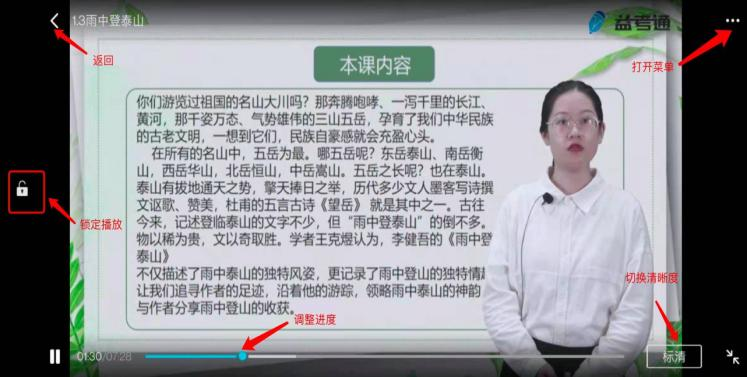 1.3雨中登泰山
益考通
返回
打开菜单
本课内容
你们游览过祖国的名山大川吗？那奔腾咆哮、一泻千里的长江、
黄河，那千姿万态、气势雄伟的三山五岳，孕育了我们中华民族
的古老文明，一想到它们，民族自豪感就会充盈心头。
在所有的名山中，五岳为最。哪五岳呢？东岳泰山、南岳衡
山，西岳华山，北岳恒山，中岳嵩山。五岳之长呢？也在泰山。
泰山有拔地通天之势，擎天捧日之举，历代多少文人墨客写诗撰
文讴歌、赞美，杜甫的五言古诗《望岳》 就是其中之一。古往
今来，记述登临泰山的文字不少，但“雨中登泰山”的倒不多。
物以稀为贵，文以奇取胜。学者王克煜认为，李健吾的《雨中登
泰山》
不仅描述了雨中泰山的独特风姿，更记录了雨中登山的独特情
让我们追寻作者的足迹，沿着他的游踪，领略雨中泰山的神韵
与作者分享雨中登山的收获。
锁定播放
切换清晰度
调整进度
01:30/07:28
标清